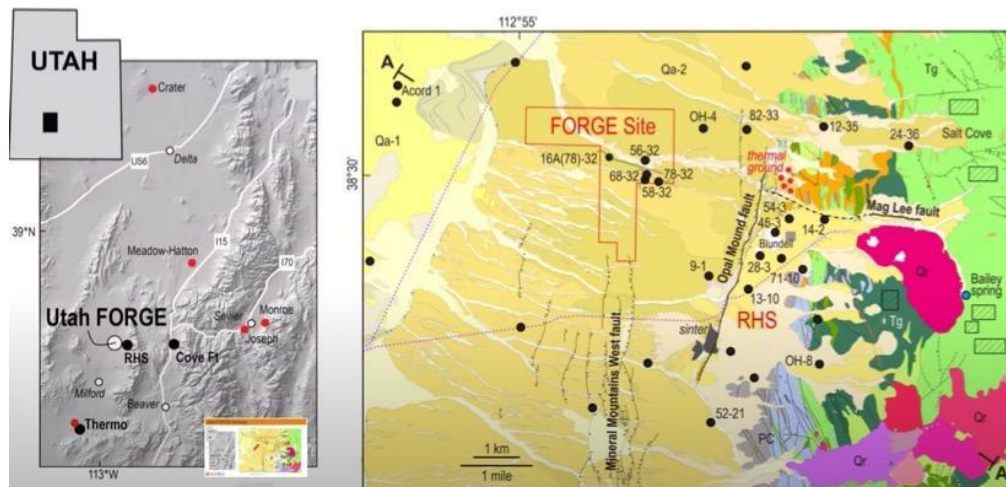 UTAH
Crater
U56
Delta
39°N
Meadow-Hatton
I15
I70
Utah FORGE
RHS
Cove Ft
Sevier
Monroe
Joseph
Milford
Beaver
Thermo
113°W
112°55'
38°30'
A
Acord 1
Qa-1
Qa-2
Tg
FORGE Site
OH-4
82-33
12-35
24-36
Salt Cove
56-32
16A(78)-32
68-32
78-32
58-32
thermal
ground
54-3
45-3
14-2
Mag Lee fault
Opal Mound fault
Blundell
28-3
9-1
71-10
13-10
RHS
Qr
Bailey
spring
Tg
sinter
OH-8
Mineral Mountains West fault
52-21
PC
Qr
Qr
A'
1 km
1 mile